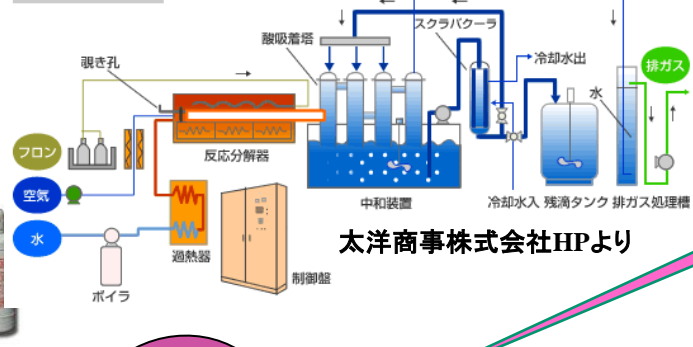 スクラバクーラ
酸吸着塔
冷却水出
覗き孔
排ガス
水
フロン
反応分解器
空気
中和装置
冷却水入
残滴タンク
排ガス処理槽
水
過熱器
太洋商事株式会社HPより
制御盤
ボイラ